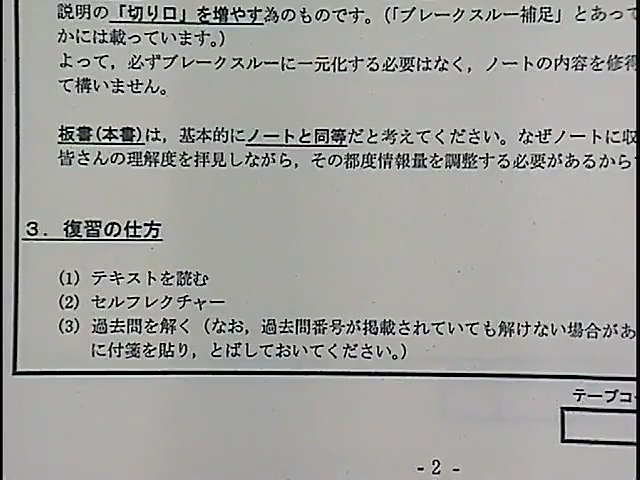 説明の「切り口」を増やす為のものです。(「ブレークスルー補足」とあって
かには載っています。)
よって，必ずブレークスルーに一元化する必要はなく，ノートの内容を修得
て構いません。
板書(本書)は，基本的にノートと同等だと考えてください。なぜノートに収
皆さんの理解度を拝見しながら，その都度情報量を調整する必要があるからで
3．復習の仕方
(1) テキストを読む
(2) セルフレクチャー
(3) 過去問を解く（なお，過去問番号が掲載されていても解けない場合があ
に付箋を貼り，とばしておいてください。）
テープコー
- 2 -